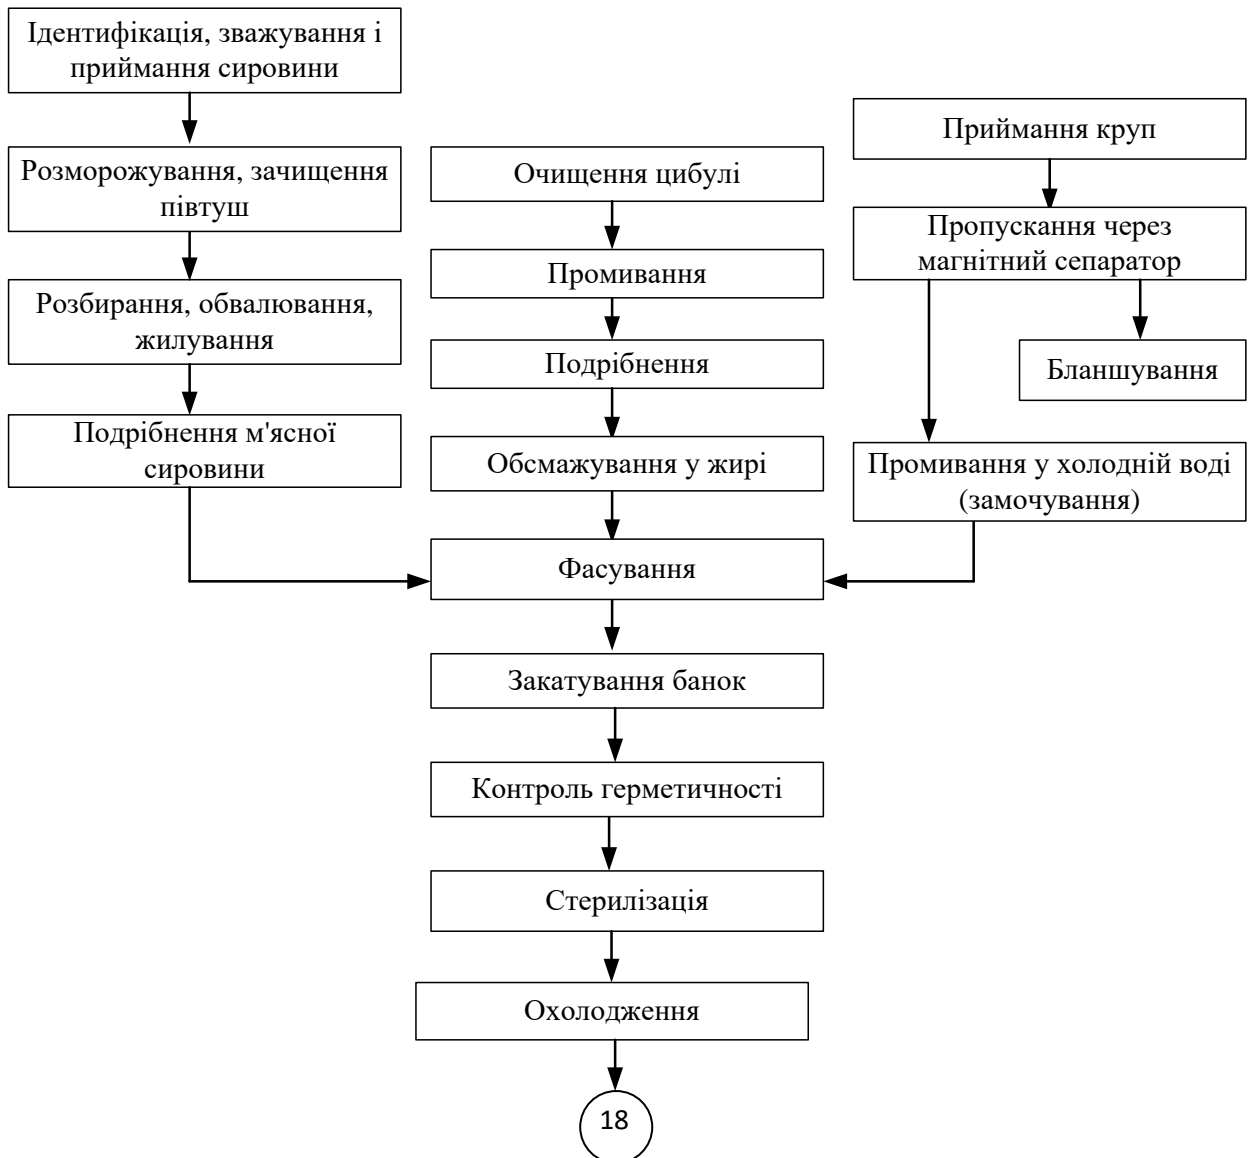 Ідентифікація, зважування і
приймання сировини
Розморожування, зачищення
півтуш
Розбирання, обвалювання,
жилування
Подрібнення м'ясної
сировини
Очищення цибулі
Промивання
Подрібнення
Обсмажування у жирі
Приймання круп
Пропускання через
магнітний сепаратор
Бланшування
Промивання у холодній воді
(замочування)
Фасування
Закатування банок
Контроль герметичності
Стерилізація
Охолодження
18